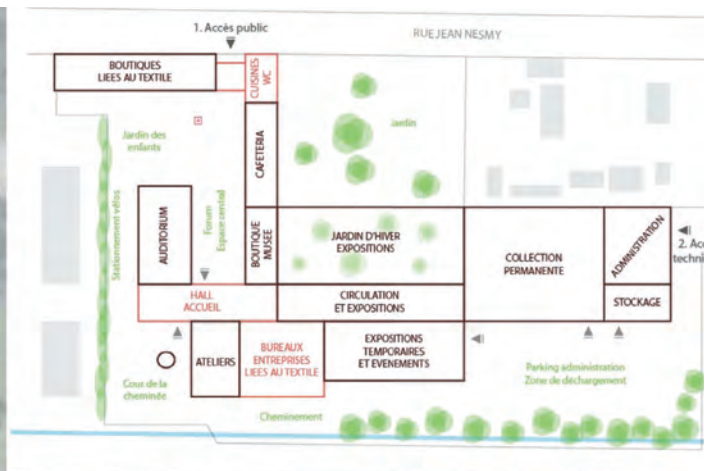 1. Accès public
RUE JEAN NESMY
BOUTIQUES
LIEES AU TEXTILE
CUISINES
WC
Jardin des
enfants
Jardin
CAFETERIA
Stationnement vélos
AUDITORIUM
Forum
Espace central
BOUTIQUE
MUSEE
JARDIN D'HIVER
EXPOSITIONS
COLLECTION
PERMANENTE
ADMINISTRATION
2. Acc
techni
HALL
ACCUEIL
CIRCULATION
ET EXPOSITIONS
STOCKAGE
ATELIERS
BUREAUX
ENTREPRISES
LIEES AU TEXTILE
EXPOSITIONS
TEMPORAIRES
ET EVENEMENTS
Parking administration
Zone de déchargement
Cour de la
cheminée
Cheminement